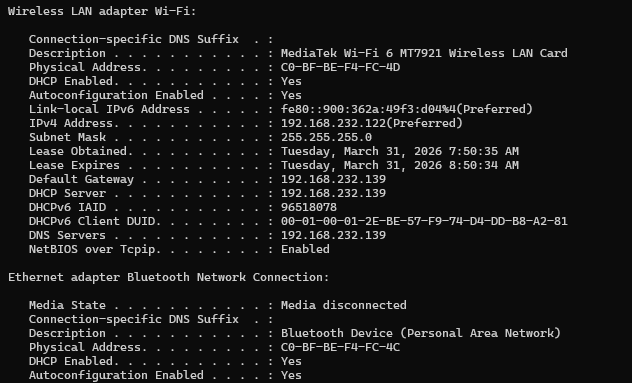 Wireless LAN adapter Wi-Fi:
Connection-specific DNS Suffix  . :
Description . . . . . . . . . . . : MediaTek Wi-Fi 6 MT7921 Wireless LAN Card
Physical Address. . . . . . . . . : C0-BF-BE-F4-FC-4D
DHCP Enabled. . . . . . . . . . . : Yes
Autoconfiguration Enabled . . . . : Yes
Link-local IPv6 Address . . . . . : fe80::900:362a:49f3:d04%4(Preferred)
IPv4 Address. . . . . . . . . . . : 192.168.232.122(Preferred)
Subnet Mask . . . . . . . . . . . : 255.255.255.0
Lease Obtained. . . . . . . . . . : Tuesday, March 31, 2026 7:50:35 AM
Lease Expires . . . . . . . . . . : Tuesday, March 31, 2026 8:50:34 AM
Default Gateway . . . . . . . . . : 192.168.232.139
DHCP Server . . . . . . . . . . . : 192.168.232.139
DHCPv6 IAID . . . . . . . . . . . : 96518078
DHCPv6 Client DUID. . . . . . . . : 00-01-00-01-2E-BE-57-F9-74-D4-DD-B8-A2-81
DNS Servers . . . . . . . . . . . : 192.168.232.139
NetBIOS over Tcpip. . . . . . . . : Enabled
Ethernet adapter Bluetooth Network Connection:
Media State . . . . . . . . . . . : Media disconnected
Connection-specific DNS Suffix  . :
Description . . . . . . . . . . . : Bluetooth Device (Personal Area Network)
Physical Address. . . . . . . . . : C0-BF-BE-F4-FC-4C
DHCP Enabled. . . . . . . . . . . : Yes
Autoconfiguration Enabled . . . . : Yes